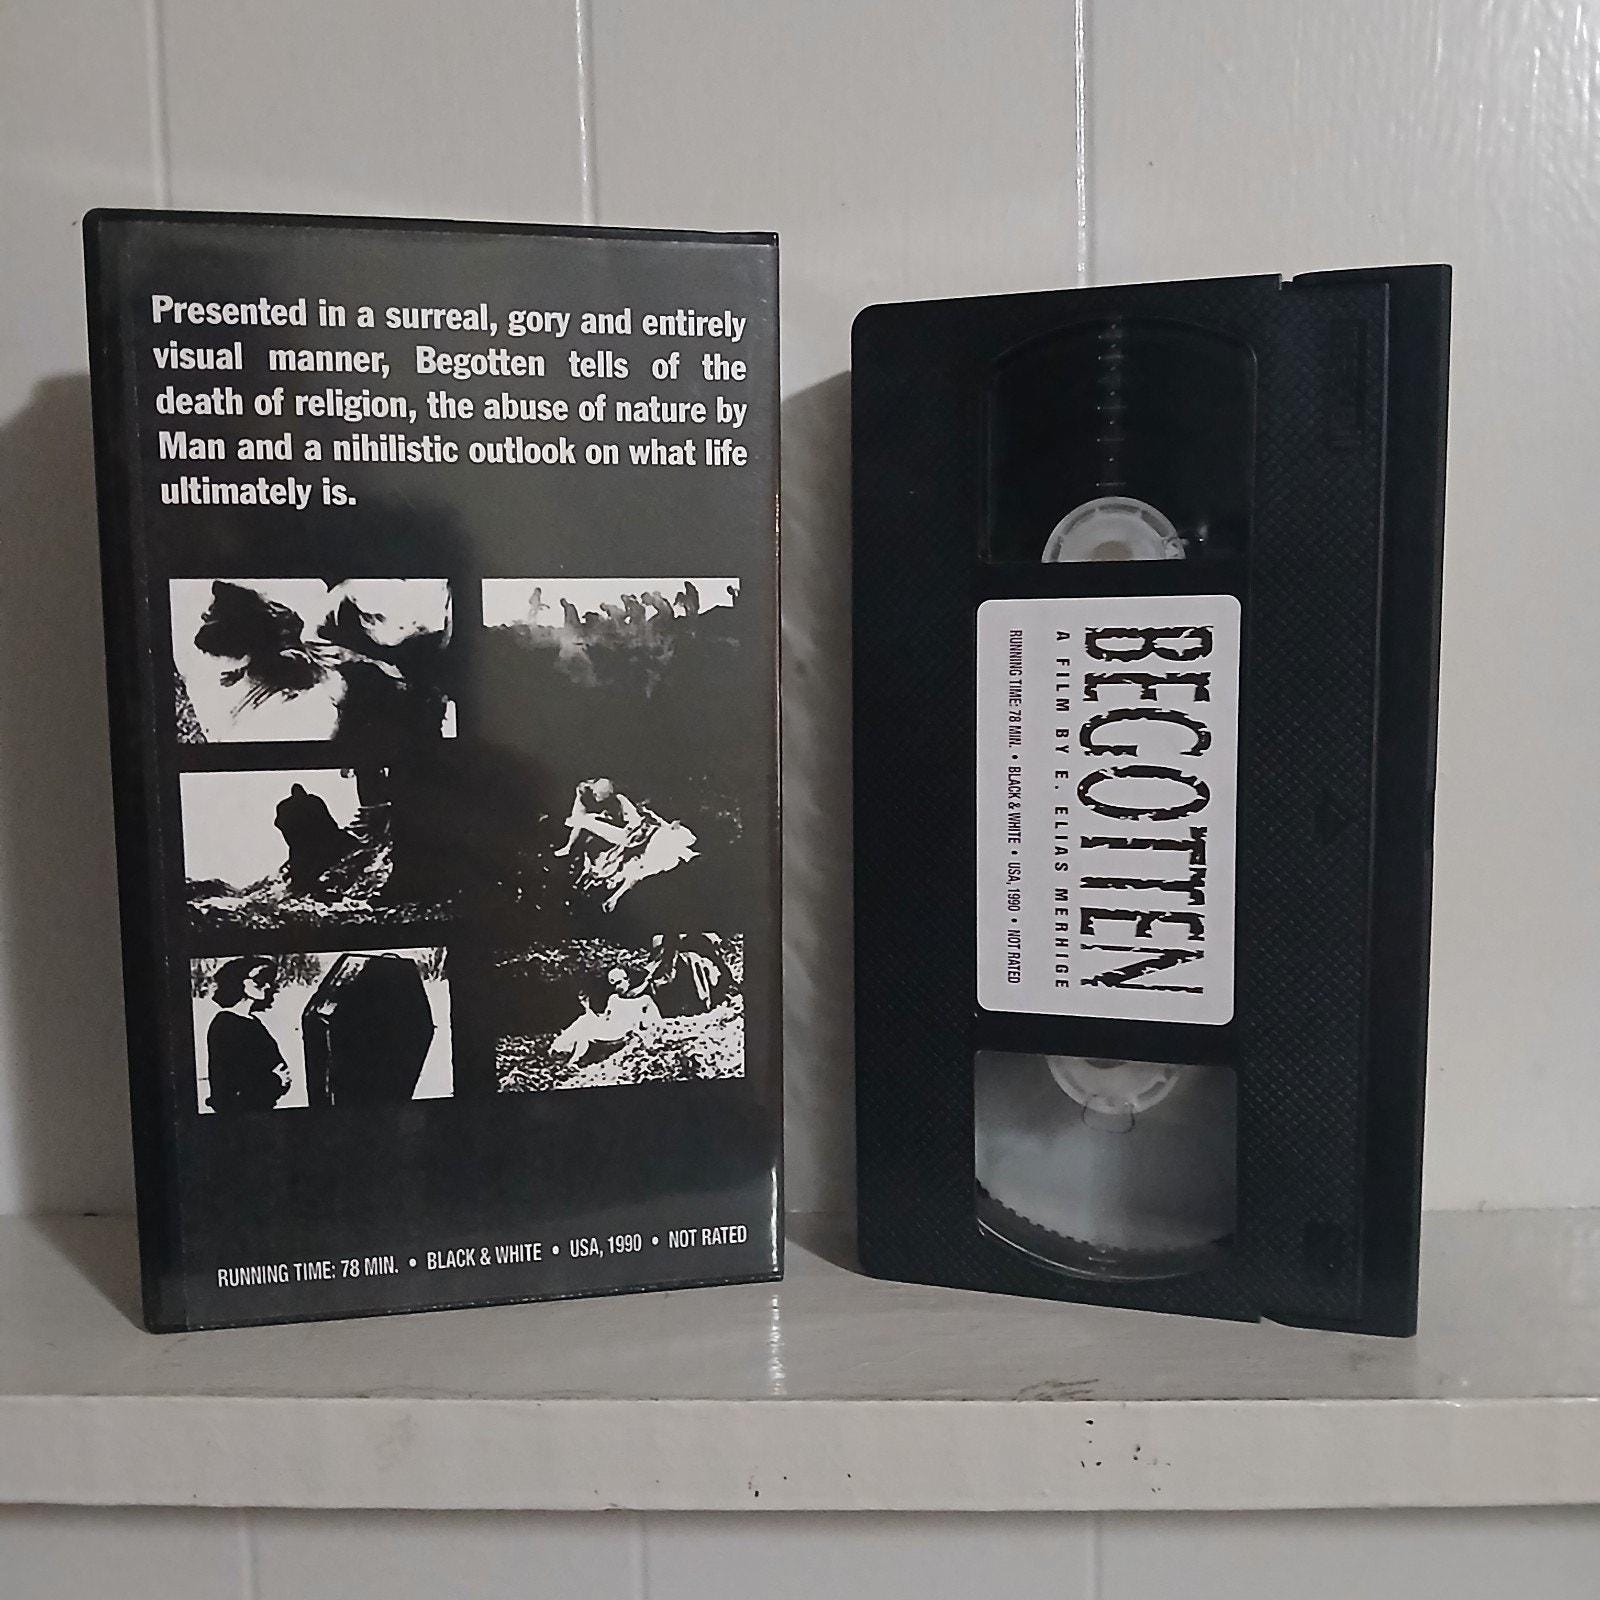 Presented in a surreal, gory and entirely
visual manner, Begotten tells of the
death of religion, the abuse of nature by
Man and a nihilistic outlook on what life
ultimately is.
RUNNING TIME: 78 MIN. • BLACK & WHITE • USA, 1990 • NOT RATED
BEGOTTEN
A FILM BY E. ELIAS MERHIGE
RUNNING TIME: 78 MIN. • BLACK & WHITE • USA, 1990 • NOT RATED